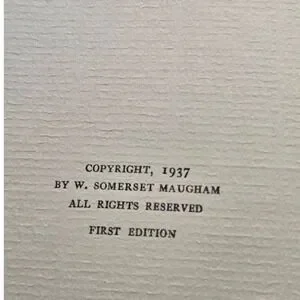 COPYRIGHT, 1937
BY W. SOMERSET MAUGHAM
ALL RIGHTS RESERVED
FIRST EDITION